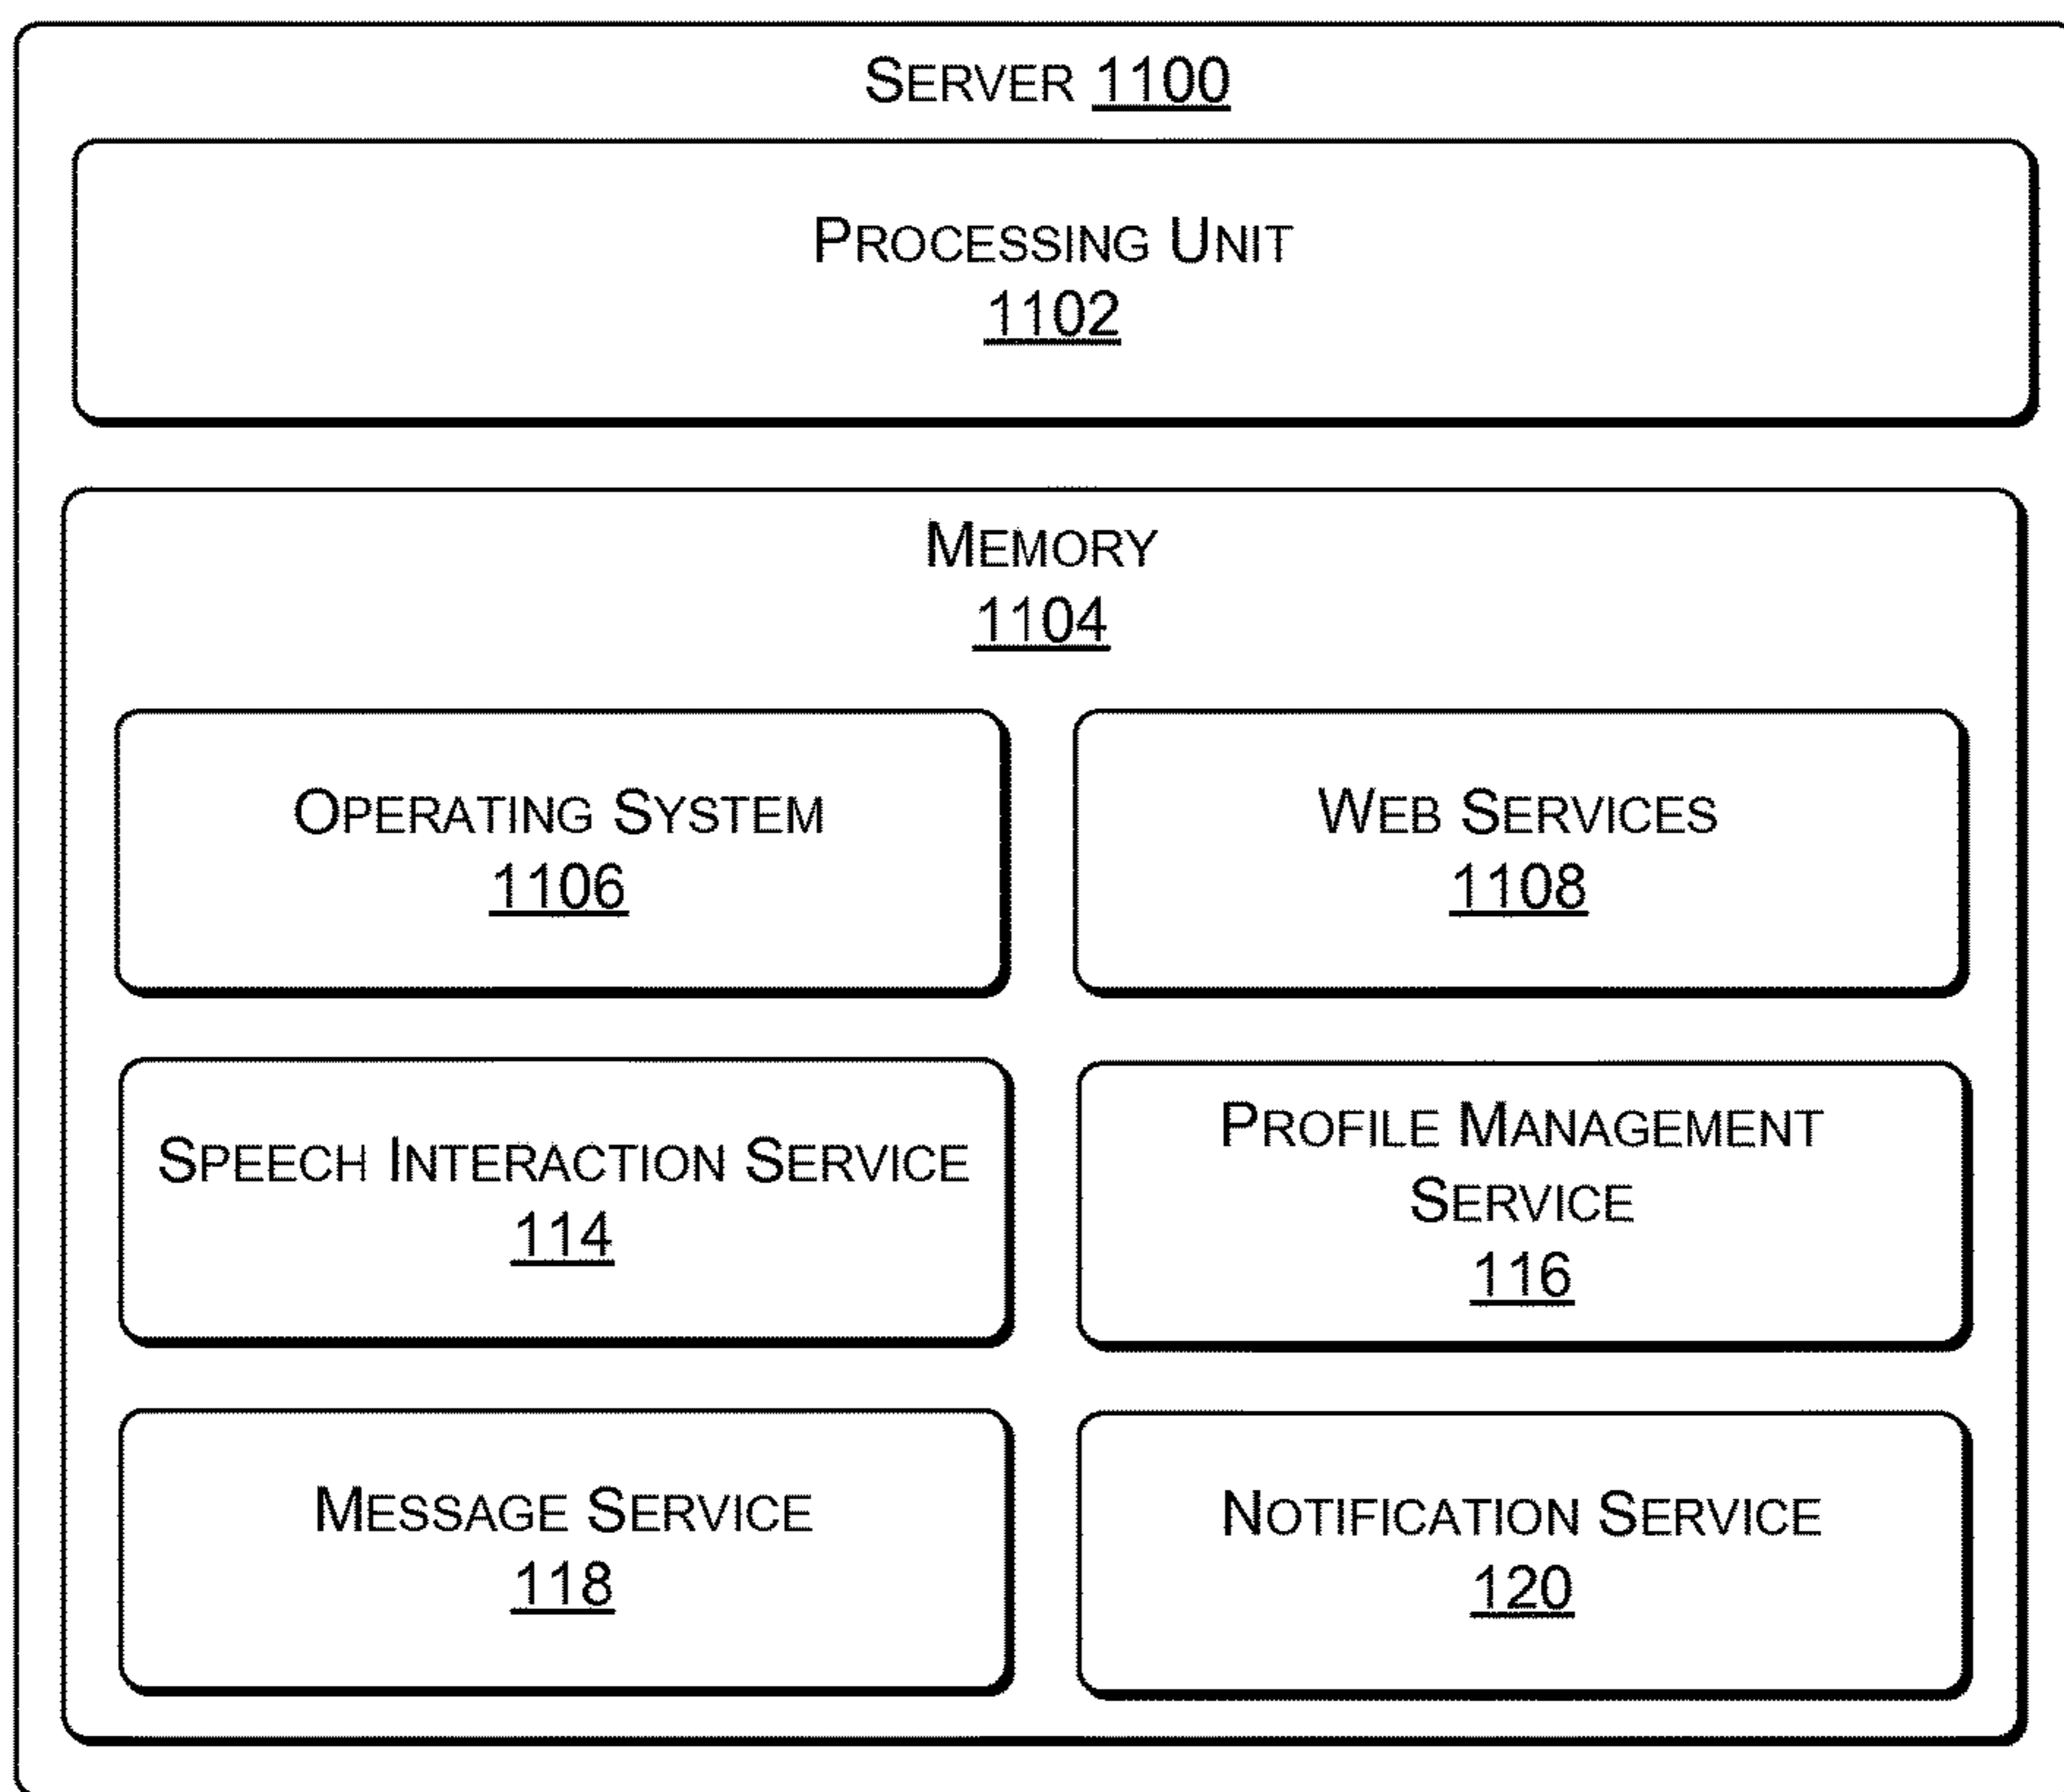 SERVER 1100
PROCESSING UNIT
1102
MEMORY
1104
OPERATING SYSTEM
1106
WEB SERVICES
1108
SPEECH INTERACTION SERVICE
114
PROFILE MANAGEMENT
SERVICE
116
MESSAGE SERVICE
118
NOTIFICATION SERVICE
120